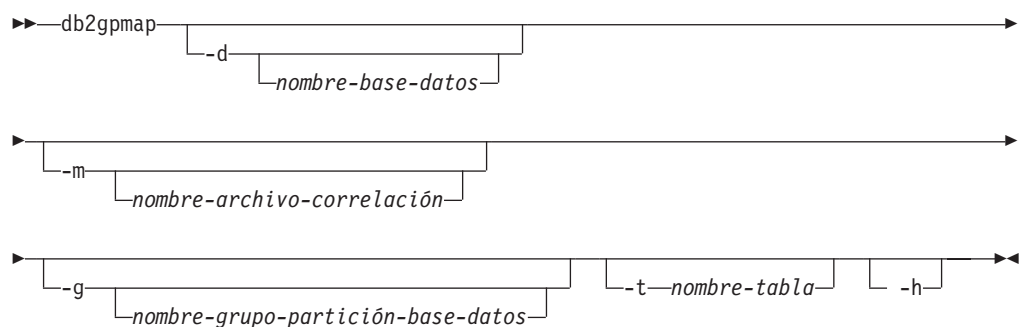 db2gpmap
-d
nombre-base-datos
-m
nombre-archivo-correlación
-g
nombre-grupo-partición-base-datos
-t nombre-tabla
-h